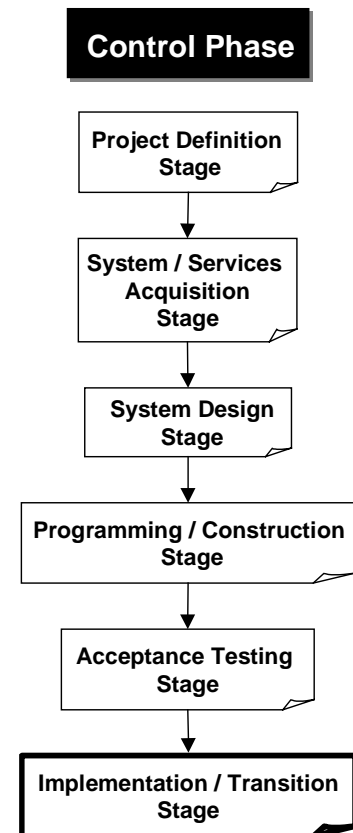 Control Phase
Project Definition
Stage
System / Services
Acquisition
Stage
System Design
Stage
Programming / Construction
Stage
Acceptance Testing
Stage
Implementation / Transition
Stage